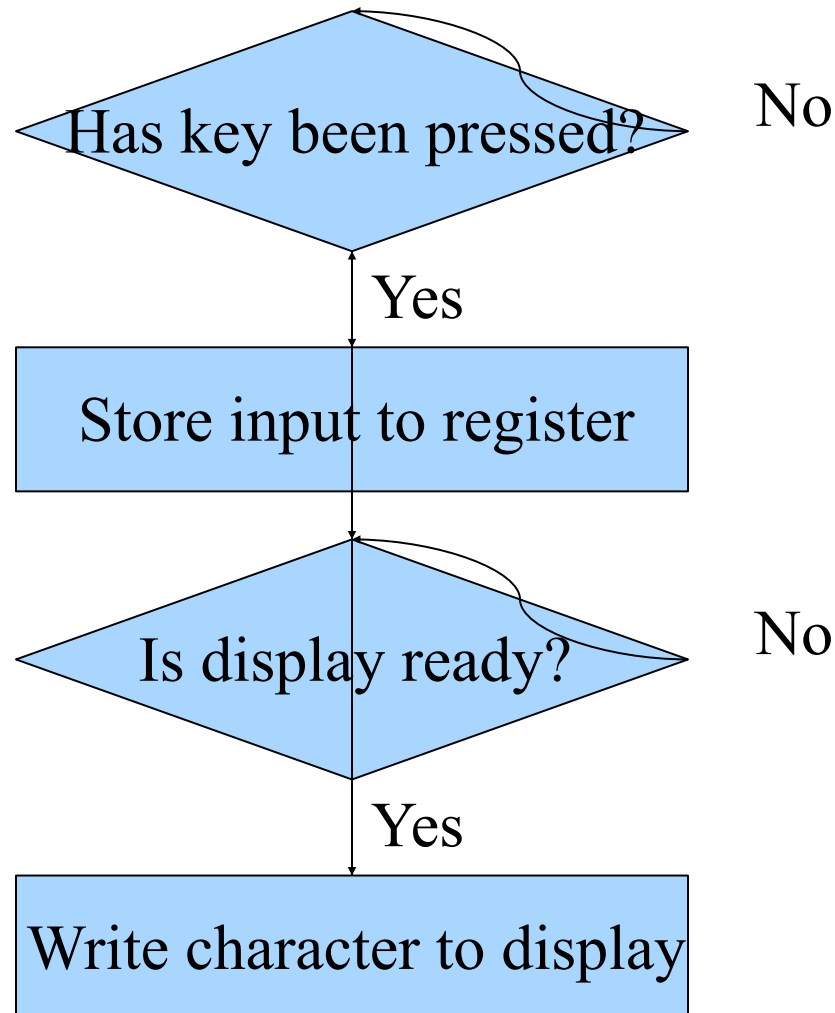 Has key been pressed?
No
Yes
Store input to register
Is display ready?
No
Yes
Write character to display